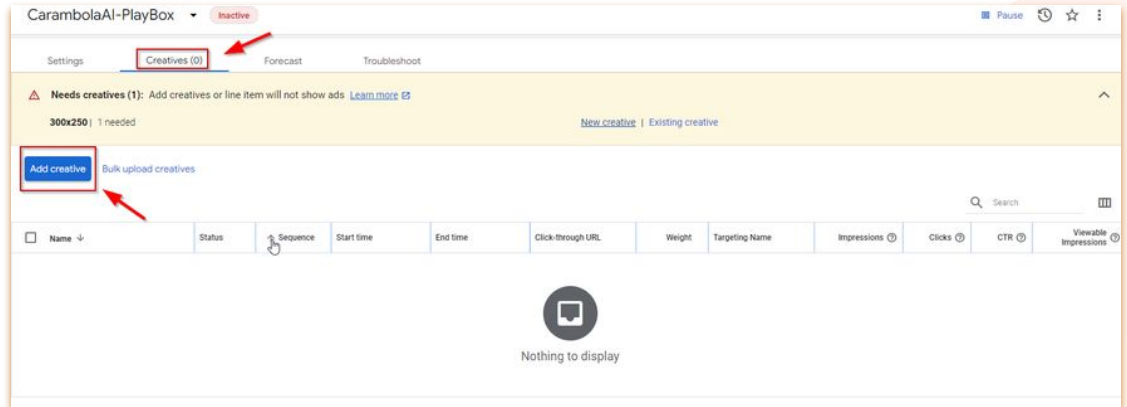 CarambolaAI-PlayBox Inactive Pause
Settings Creatives (0) Forecast Troubleshoot
Needs creatives (1): Add creatives or line item will not show ads Learn more
300x250 | 1 needed New creative | Existing creative
Add creative Bulk upload creatives
Search
Name Status Sequence Start time End time Click-through URL Weight Targeting Name Impressions Clicks CTR Viewable
Impressions
Nothing to display